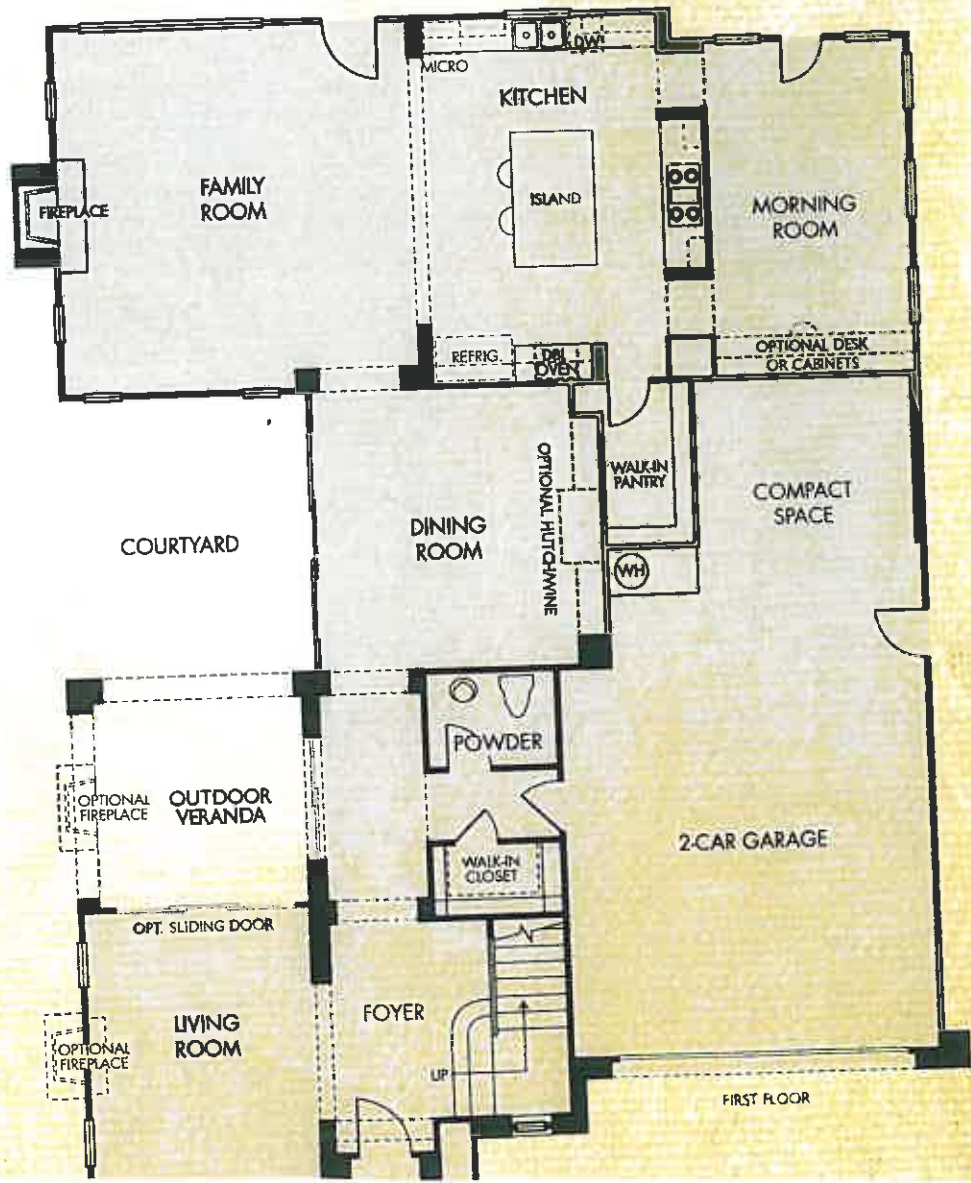 DW
MICRO
KITCHEN
FAMILY
ROOM
FIREPLACE
ISLAND
MORNING
ROOM
REFRIG.
DBL
OVEN
OPTIONAL DESK
OR CABINETS
WALK-IN
PANTRY
COMPACT
SPACE
OPTIONAL HUTCH/WINE
COURTYARD
DINING
ROOM
WH
POWDER
OPTIONAL
FIREPLACE
OUTDOOR
VERANDA
2-CAR GARAGE
WALK-IN
CLOSET
OPT. SLIDING DOOR
FOYER
LIVING
ROOM
OPTIONAL
FIREPLACE
UP
FIRST FLOOR